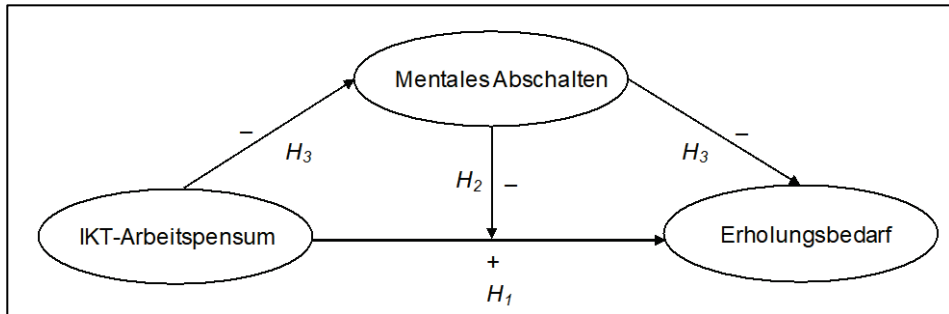 Mentales Abschalten
–
H3
–
H3
H2
–
IKT-Arbeitspensum
Erholungsbedarf
+
H1